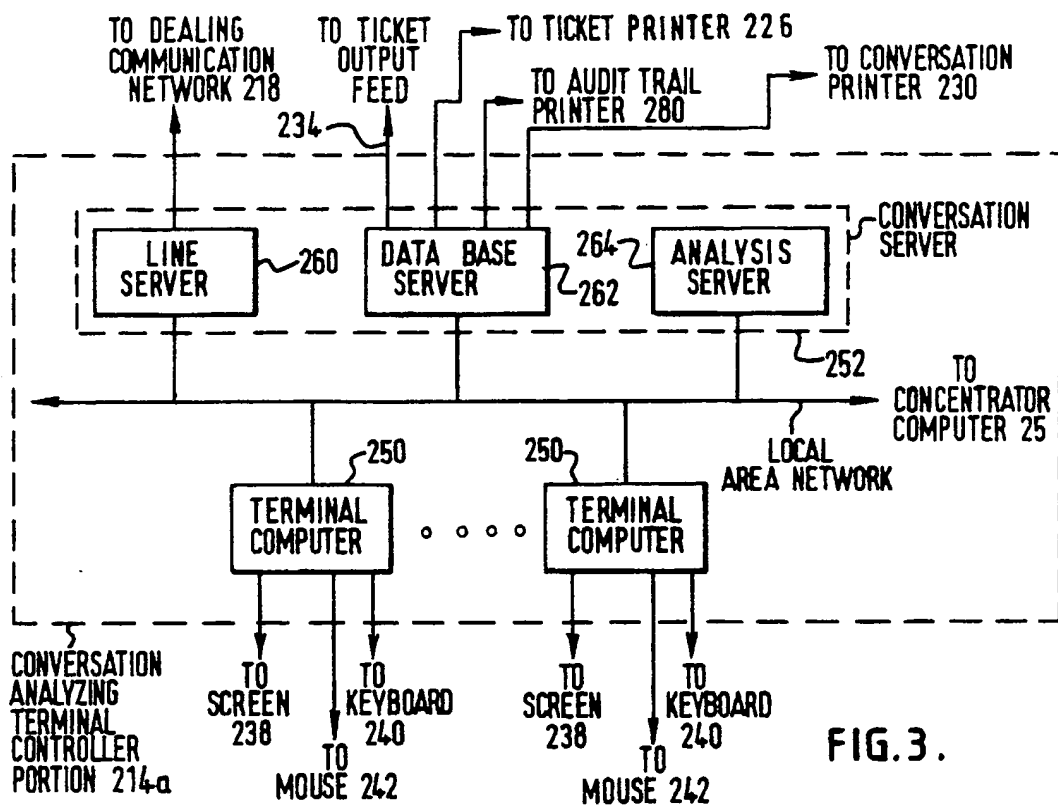 TO DEALING
COMMUNICATION
NETWORK 218
TO TICKET
OUTPUT
FEED
234
TO TICKET PRINTER 226
TO AUDIT TRAIL
PRINTER 280
TO CONVERSATION
PRINTER 230
CONVERSATION
SERVER
LINE
SERVER
260
DATA BASE
SERVER
262
264
ANALYSIS
SERVER
252
TO
CONCENTRATOR
COMPUTER 25
LOCAL
AREA NETWORK
250
TERMINAL
COMPUTER
250
TERMINAL
COMPUTER
CONVERSATION
ANALYZING
TERMINAL
CONTROLLER
PORTION 214a
TO
SCREEN
238
TO
MOUSE 242
TO
KEYBOARD
240
TO
SCREEN
238
TO
MOUSE 242
TO
KEYBOARD
240
FIG.3.